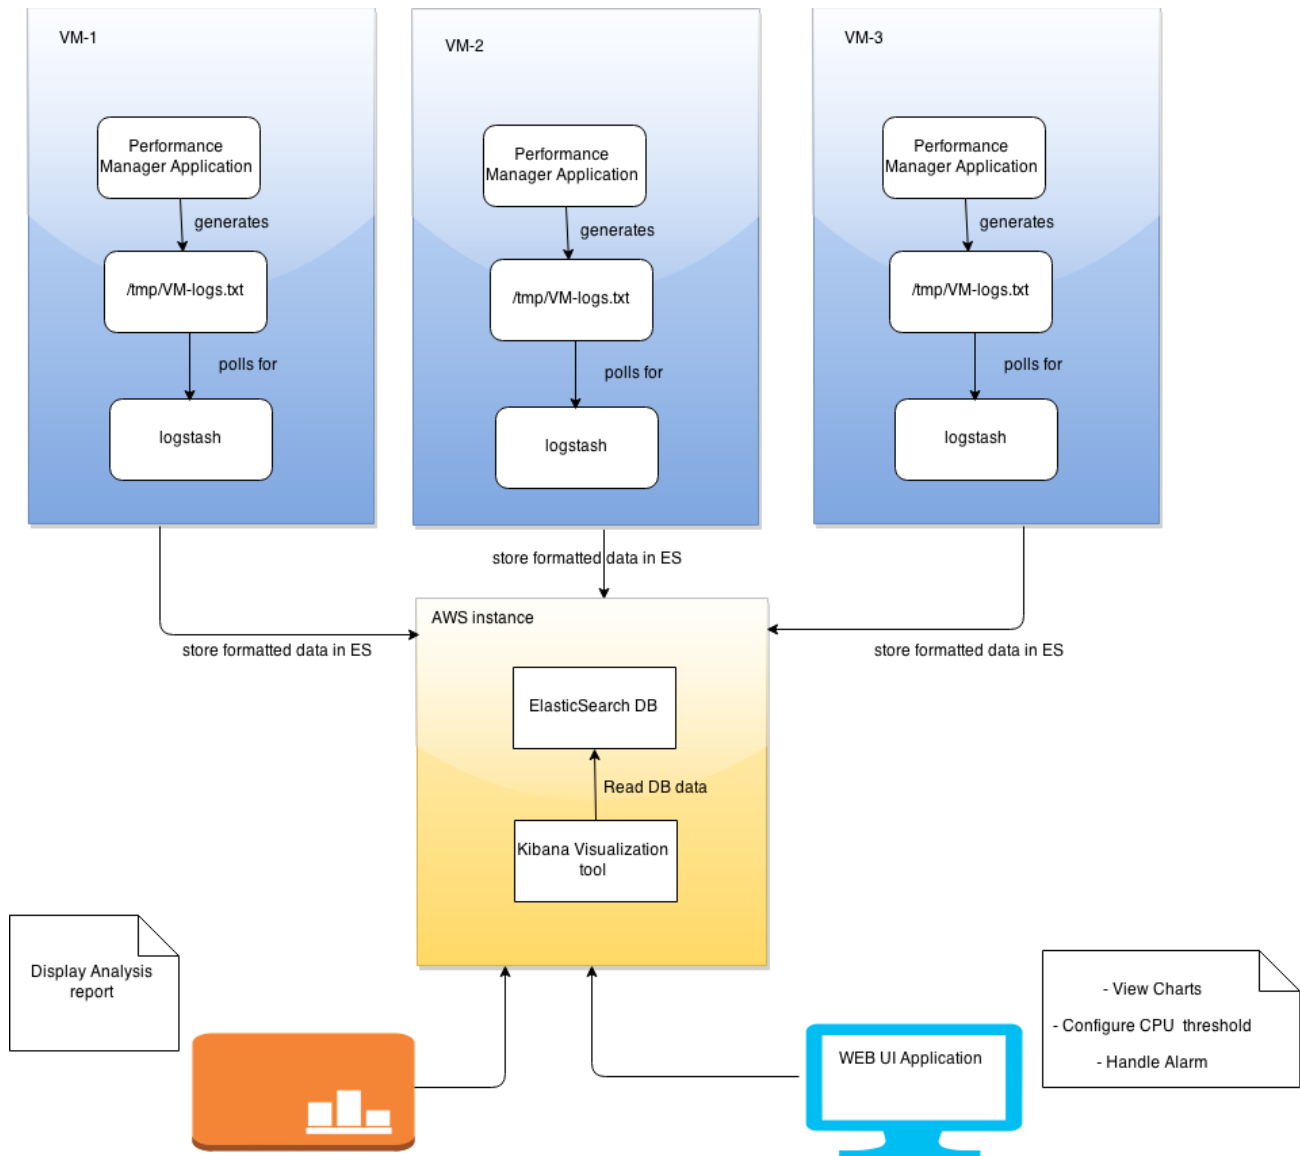 VM-1
VM-2
VM-3
Performance
Manager Application
Performance
Manager Application
Performance
Manager Application
generates
generates
generates
/tmp/VM-logs.txt
/tmp/VM-logs.txt
/tmp/VM-logs.txt
polls for
polls for
polls for
logstash
logstash
logstash
store formatted data in ES
store formatted data in ES
store formatted data in ES
AWS instance
ElasticSearch DB
Read DB data
Kibana Visualization
tool
Display Analysis
report
WEB UI Application
- View Charts
- Configure CPU threshold
- Handle Alarm